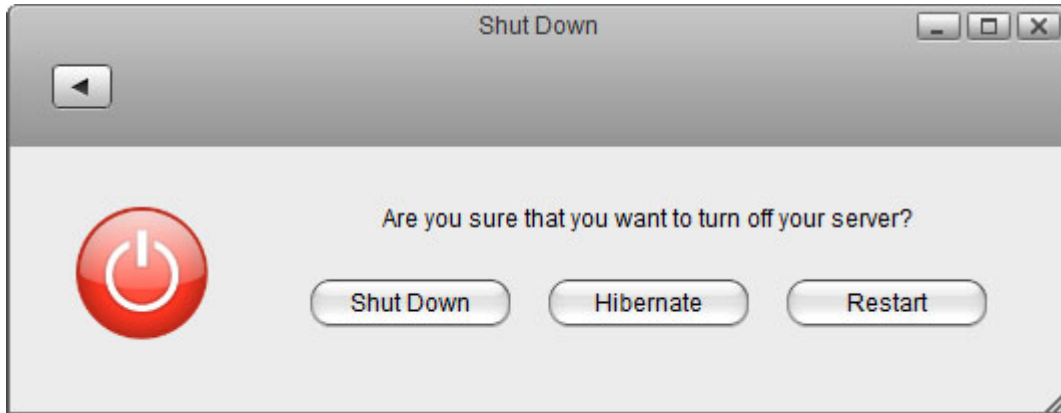 Shut Down
Are you sure that you want to turn off your server?
Shut Down
Hibernate
Restart